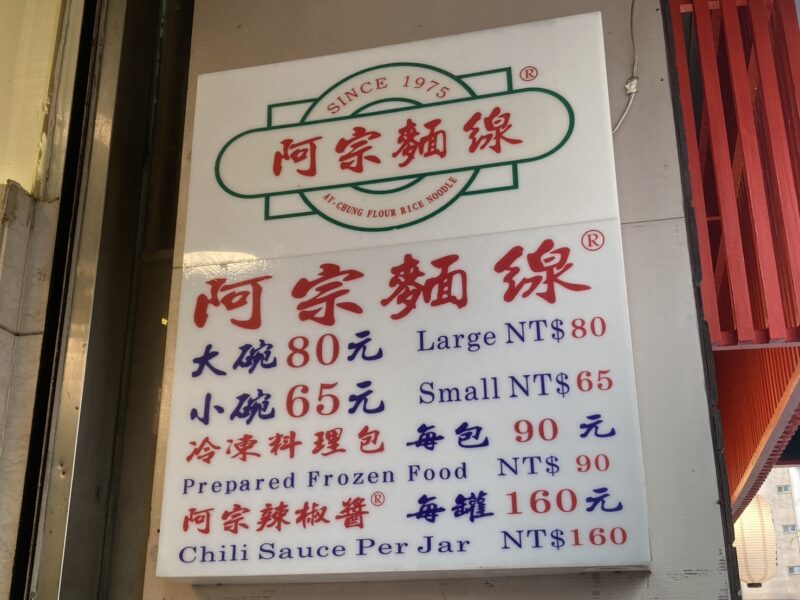 SINCE 1975
®
阿宗麵線
AY-CHUNG FLOUR RICE NOODLE
阿宗麵線®
大碗80元 Large NT$80
小碗65元 Small NT$65
冷凍料理包 每包 90 元
Prepared Frozen Food NT$ 90
阿宗辣椒醬® 每罐160元
Chili Sauce Per Jar NT$160